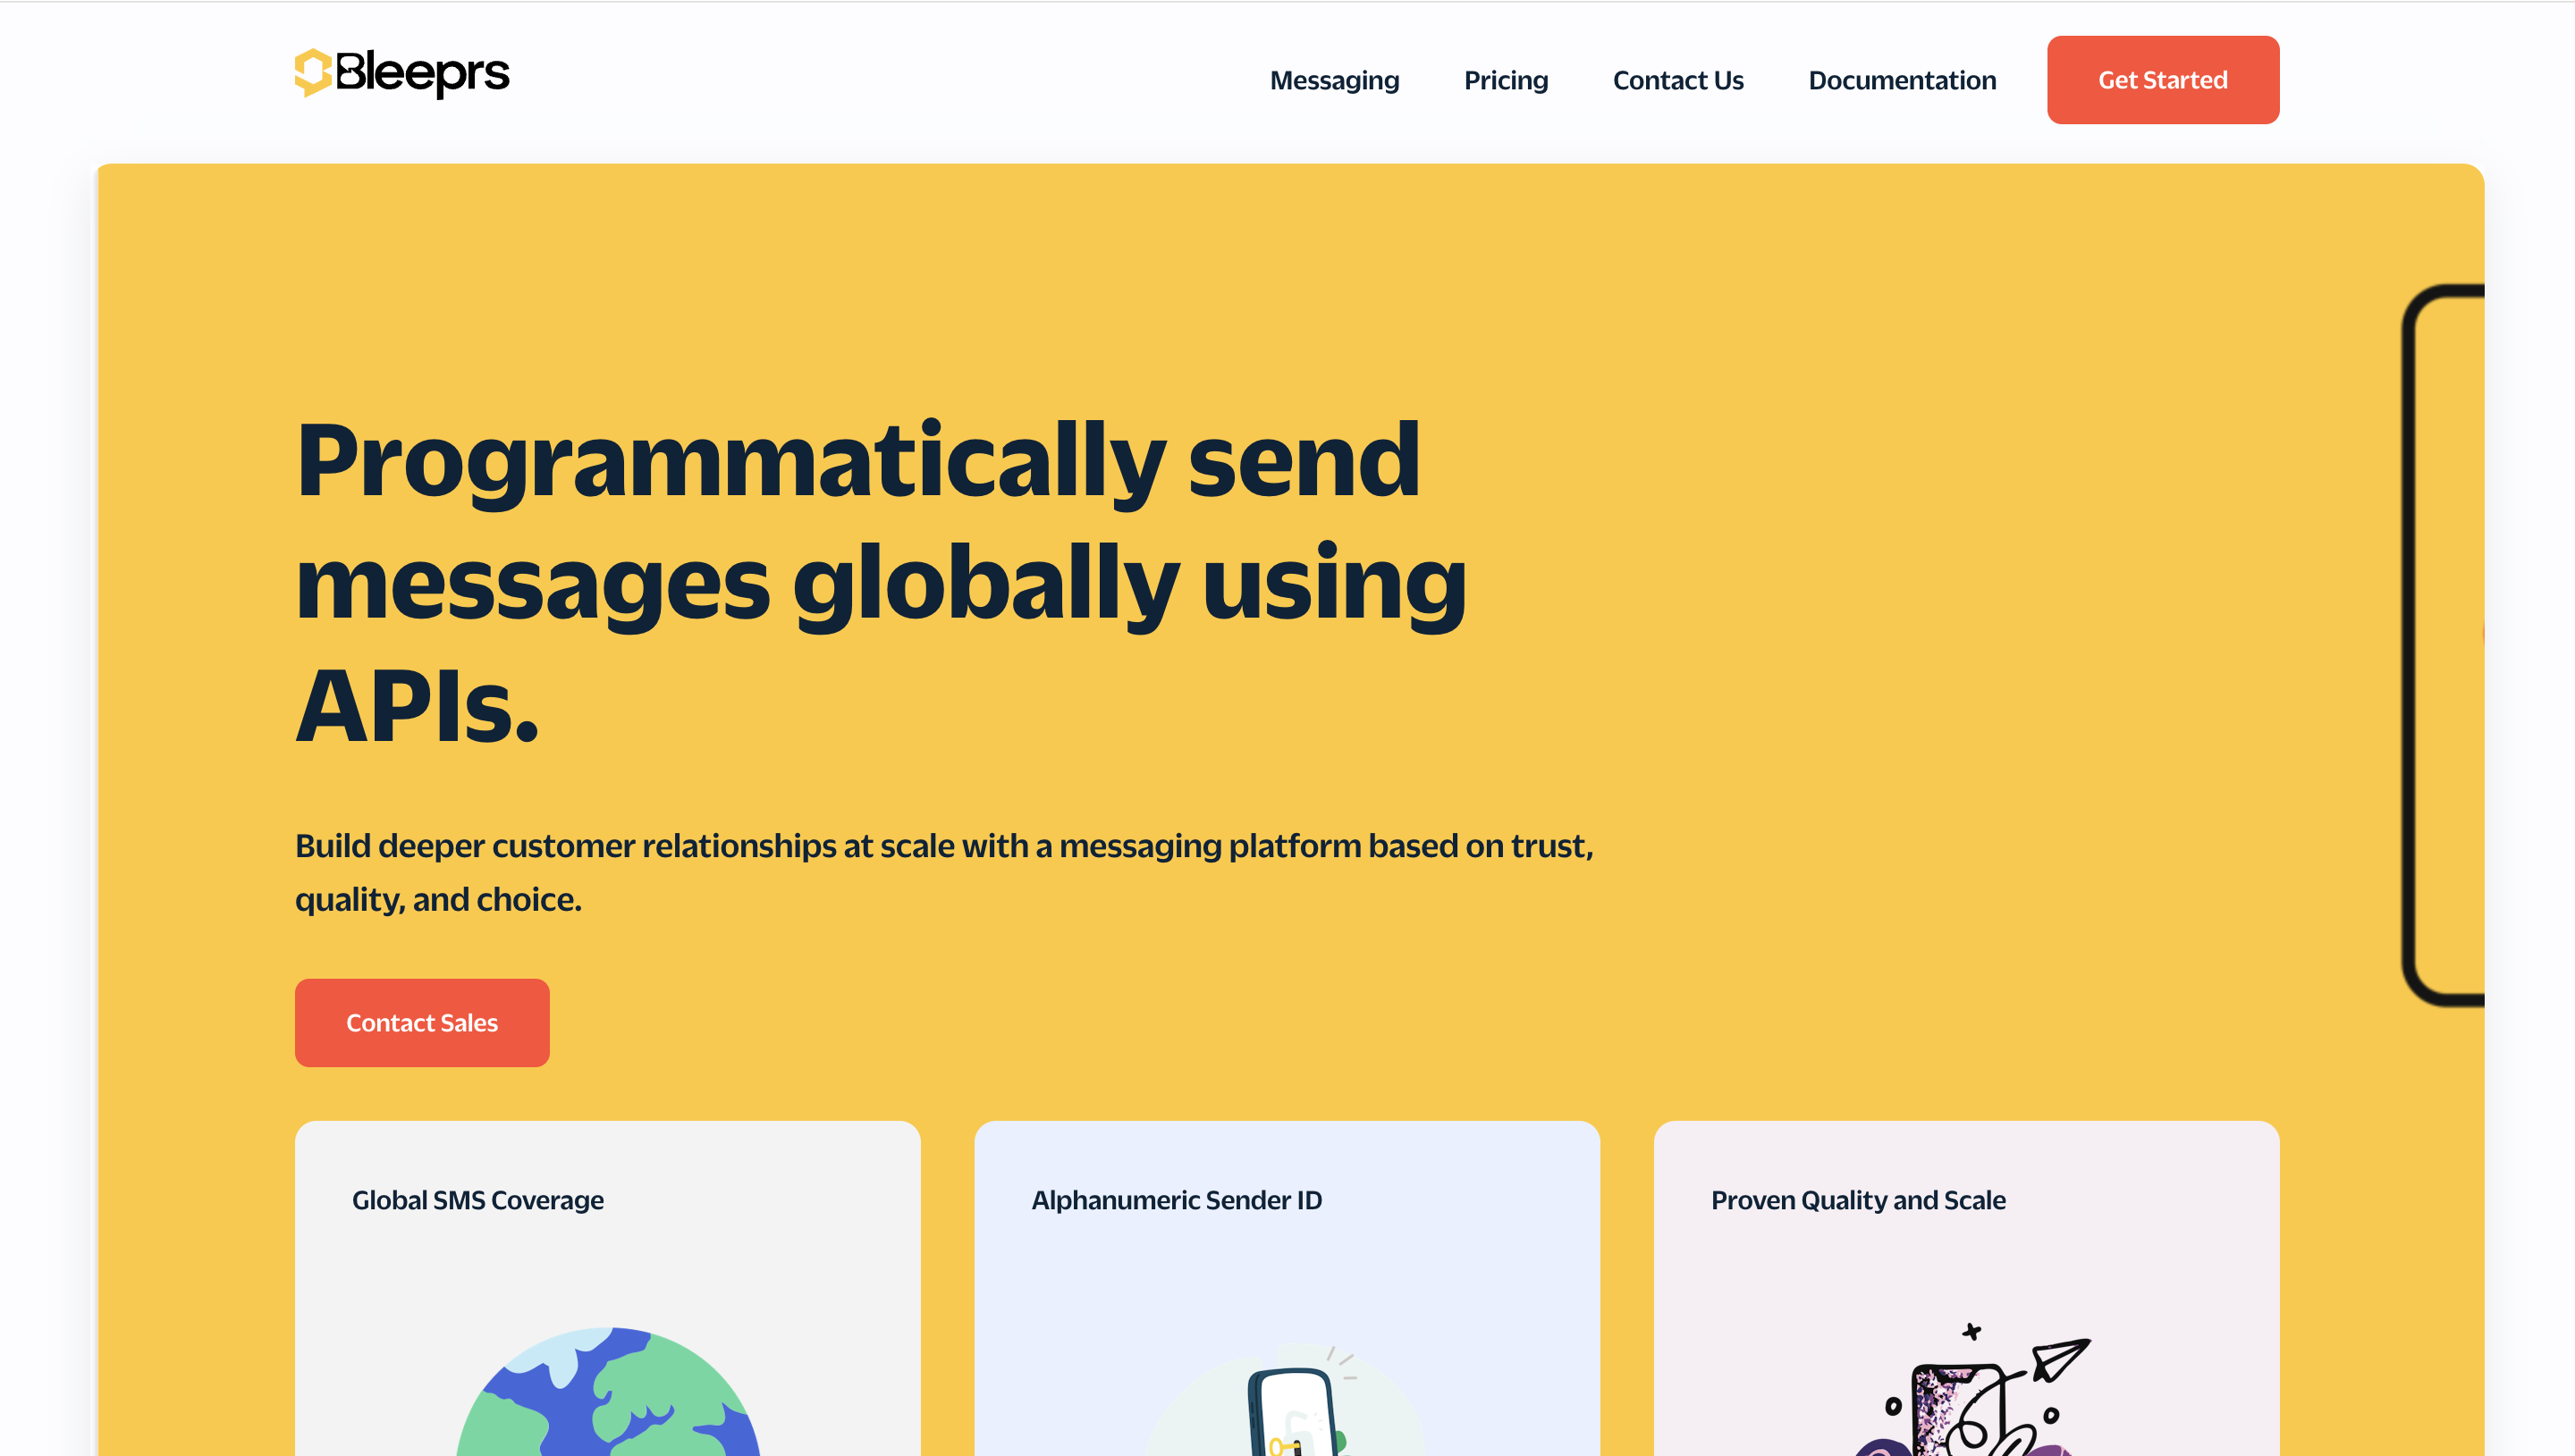 Bleeprs
Messaging
Pricing
Contact Us
Documentation
Get Started
Programmatically send
messages globally using
APIs.
Build deeper customer relationships at scale with a messaging platform based on trust,
quality, and choice.
Contact Sales
Global SMS Coverage
Alphanumeric Sender ID
Proven Quality and Scale